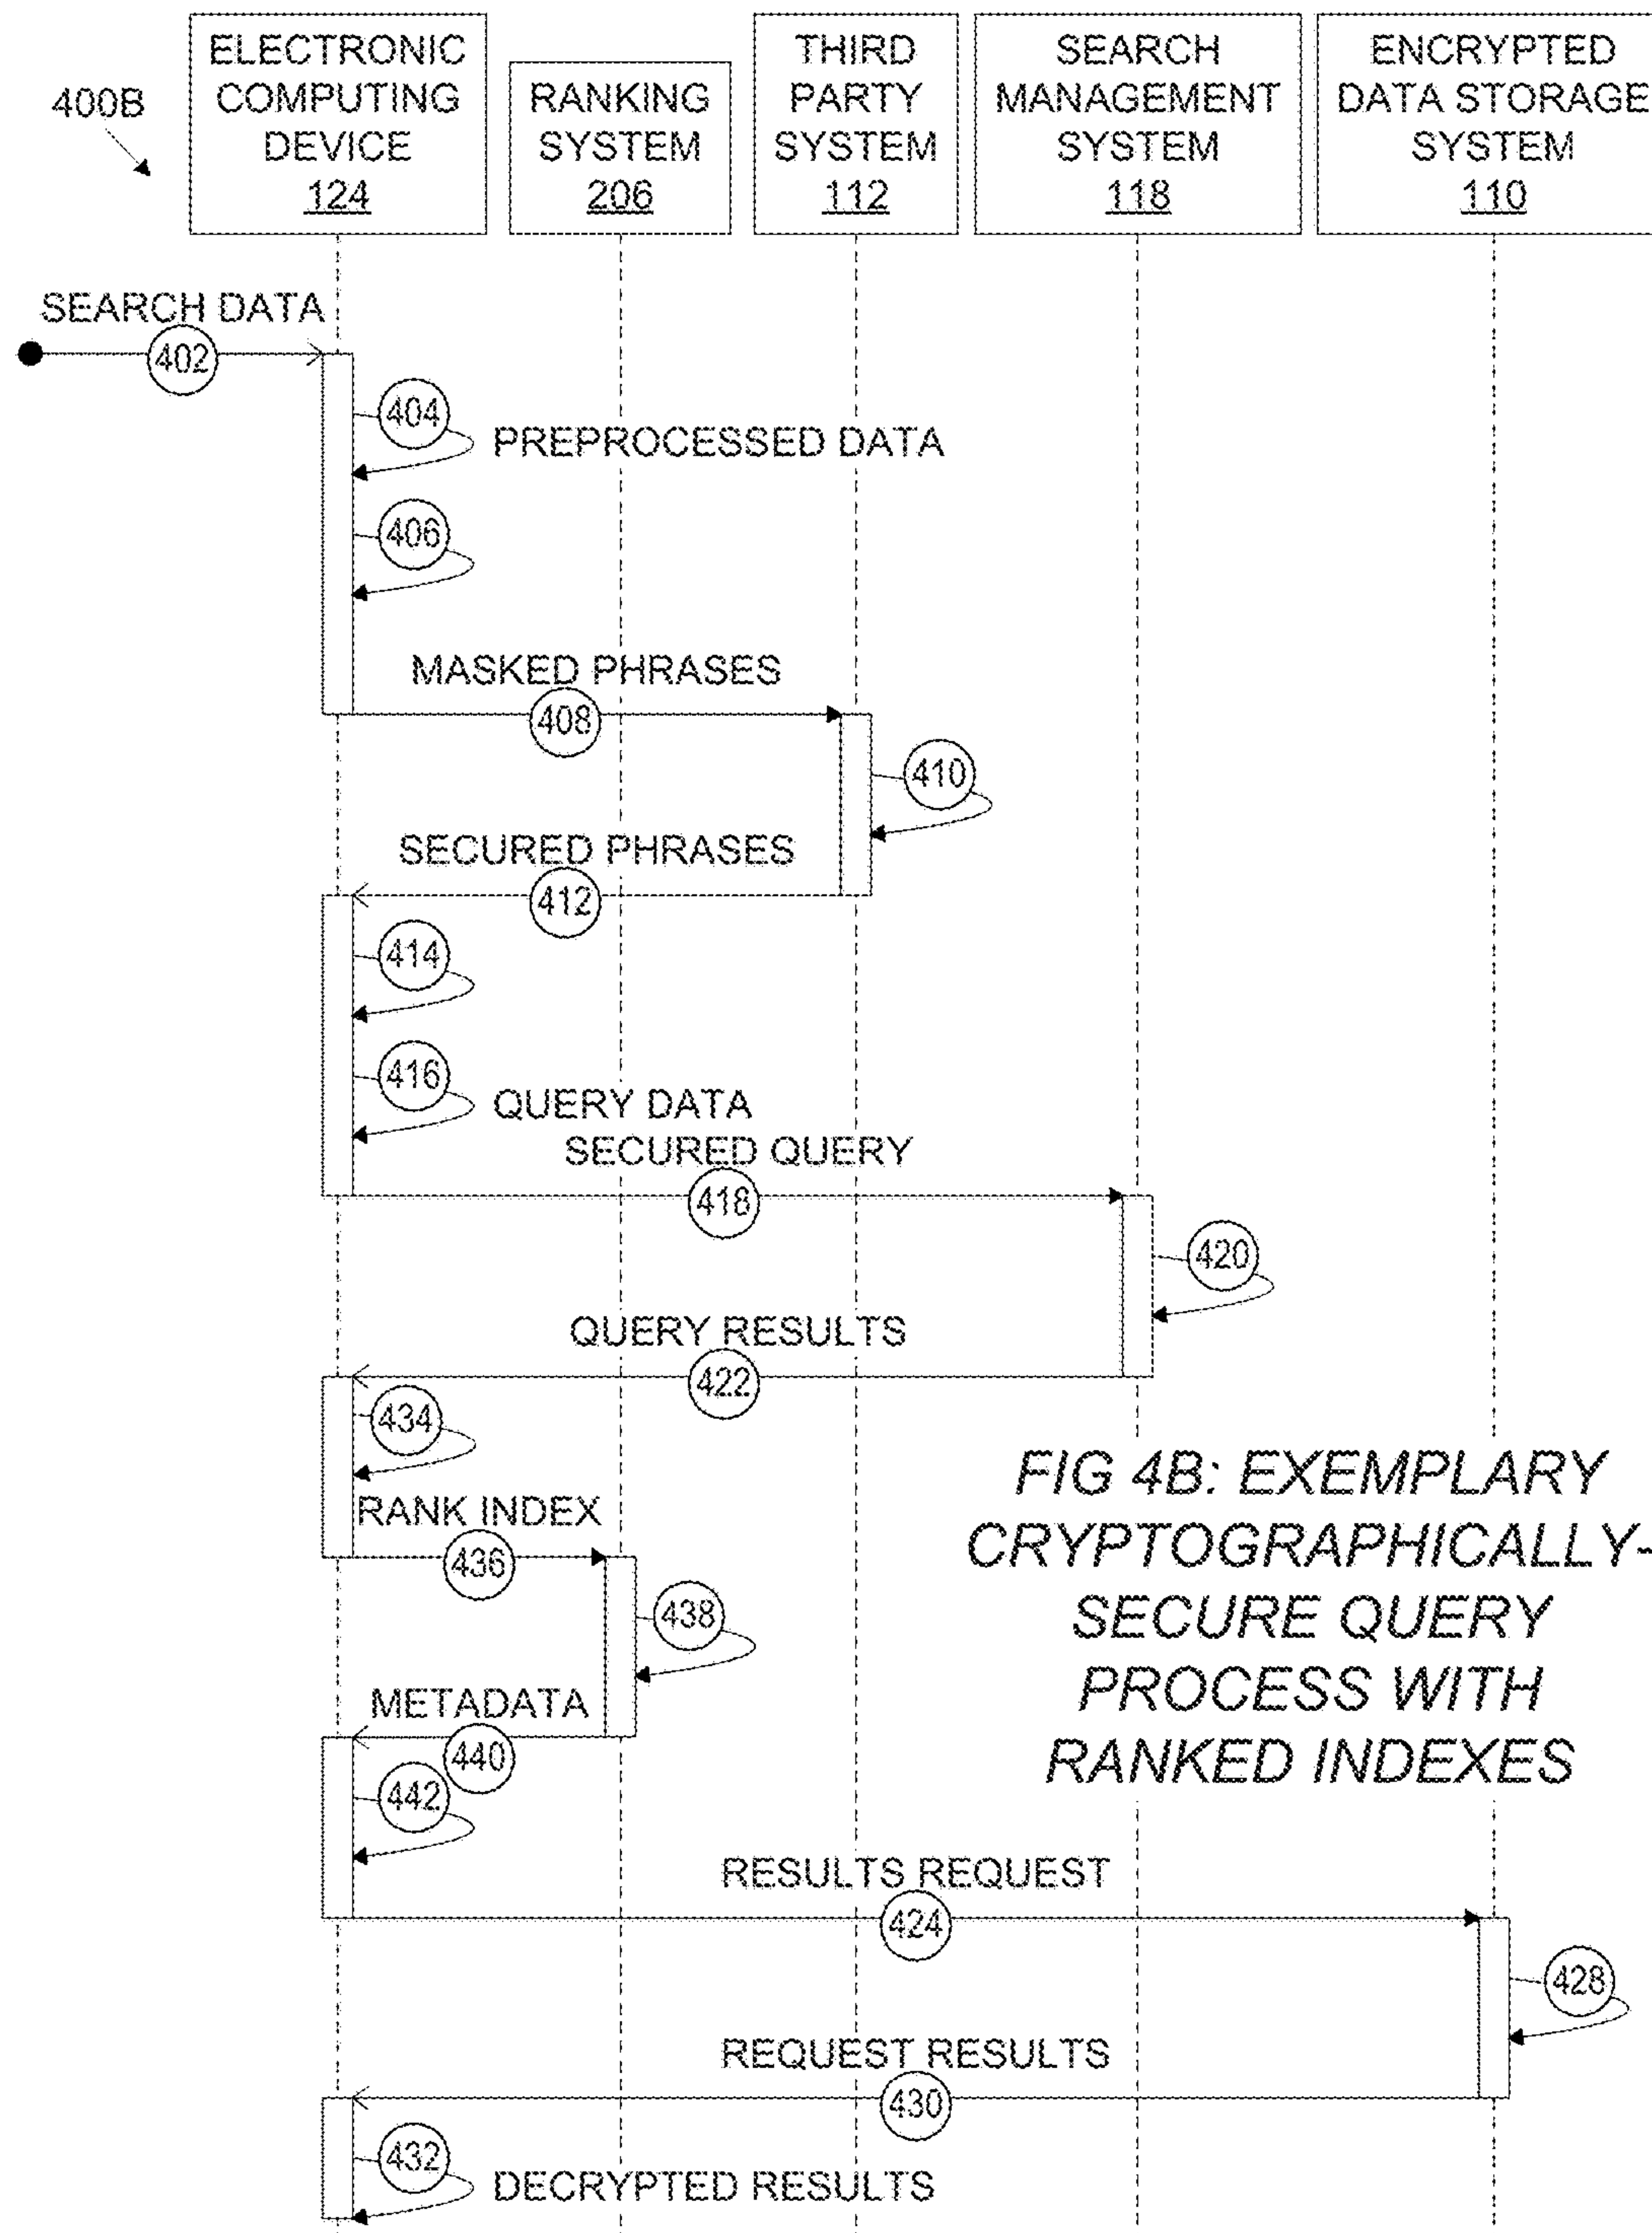 400B
ELECTRONIC
COMPUTING
DEVICE
124
RANKING
SYSTEM
206
THIRD
PARTY
SYSTEM
112
SEARCH
MANAGEMENT
SYSTEM
118
ENCRYPTED
DATA STORAGE
SYSTEM
110
SEARCH DATA
402
404
PREPROCESSED DATA
406
MASKED PHRASES
408
410
SECURED PHRASES
412
414
416
QUERY DATA
SECURED QUERY
418
420
QUERY RESULTS
422
434
RANK INDEX
436
438
METADATA
440
442
FIG 4B: EXEMPLARY
CRYPTOGRAPHICALLY-
SECURE QUERY
PROCESS WITH
RANKED INDEXES
RESULTS REQUEST
424
428
REQUEST RESULTS
430
432
DECRYPTED RESULTS